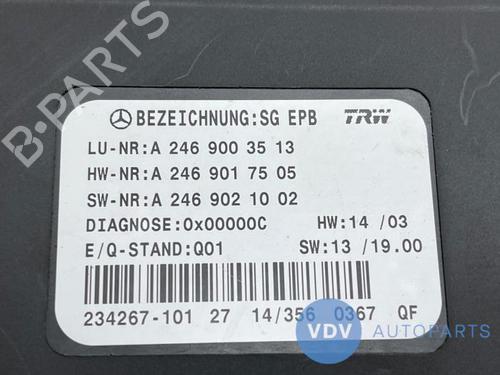 B-PARTS
BEZEICHNUNG:SG EPB TRW
LU-NR:A 246 900 35 13
HW-NR:A 246 901 75 05
SW-NR:A 246 902 10 02
DIAGNOSE:0x00000C HW:14 /03
E/Q-STAND:Q01 SW:13 /19.00
234267-101 27 14/356 0367 QF
VDV AUTOPARTS